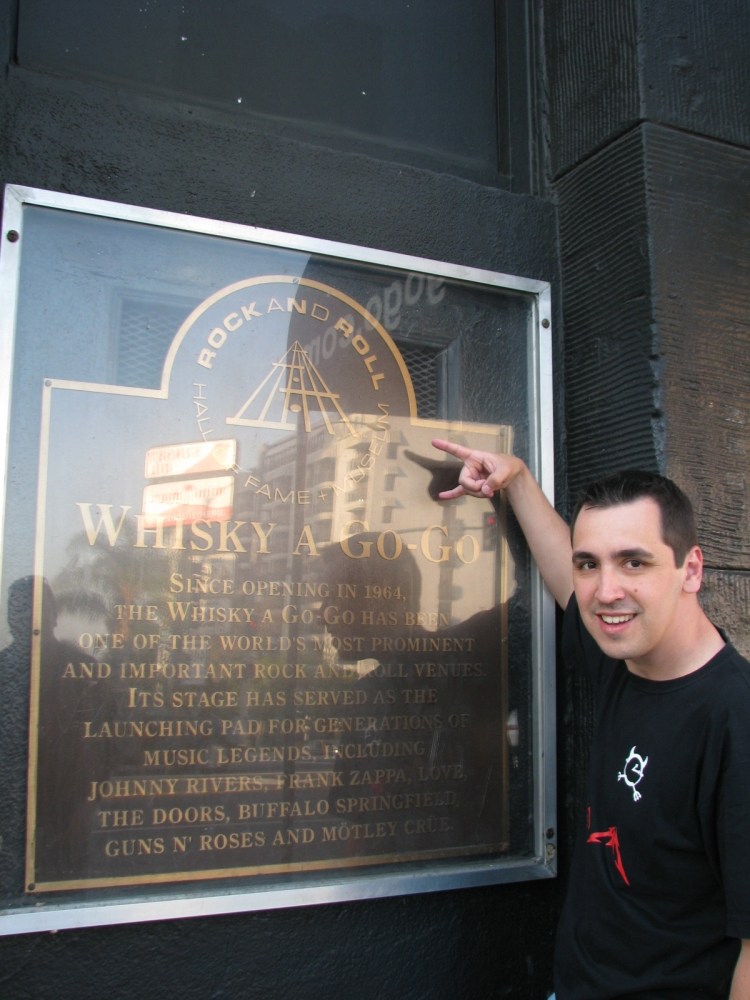 ROCK AND ROLL
HALL OF FAME + MUSEUM
WHISKY A GO-GO
SINCE OPENING IN 1964,
THE WHISKY A GO-GO HAS BEEN
ONE OF THE WORLD'S MOST PROMINENT
AND IMPORTANT ROCK AND ROLL VENUES.
ITS STAGE HAS SERVED AS THE
LAUNCHING PAD FOR GENERATIONS OF
MUSIC LEGENDS, INCLUDING
JOHNNY RIVERS, FRANK ZAPPA, LOVE,
THE DOORS, BUFFALO SPRINGFIELD,
GUNS N' ROSES AND MÖTLEY CRÜE.